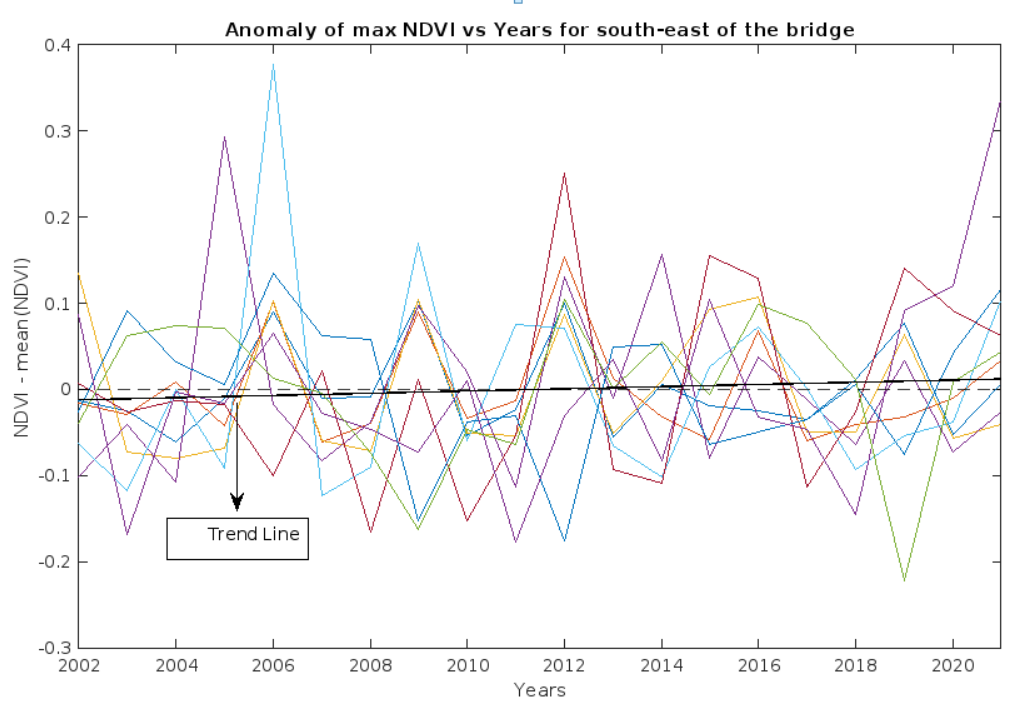 Anomaly of max NDVI vs Years for south-east of the bridge
0.4
0.3
0.2
0.1
0
-0.1
-0.2
-0.3
NDVI - mean(NDVI)
Trend Line
2002 2004 2006 2008 2010 2012 2014 2016 2018 2020
Years